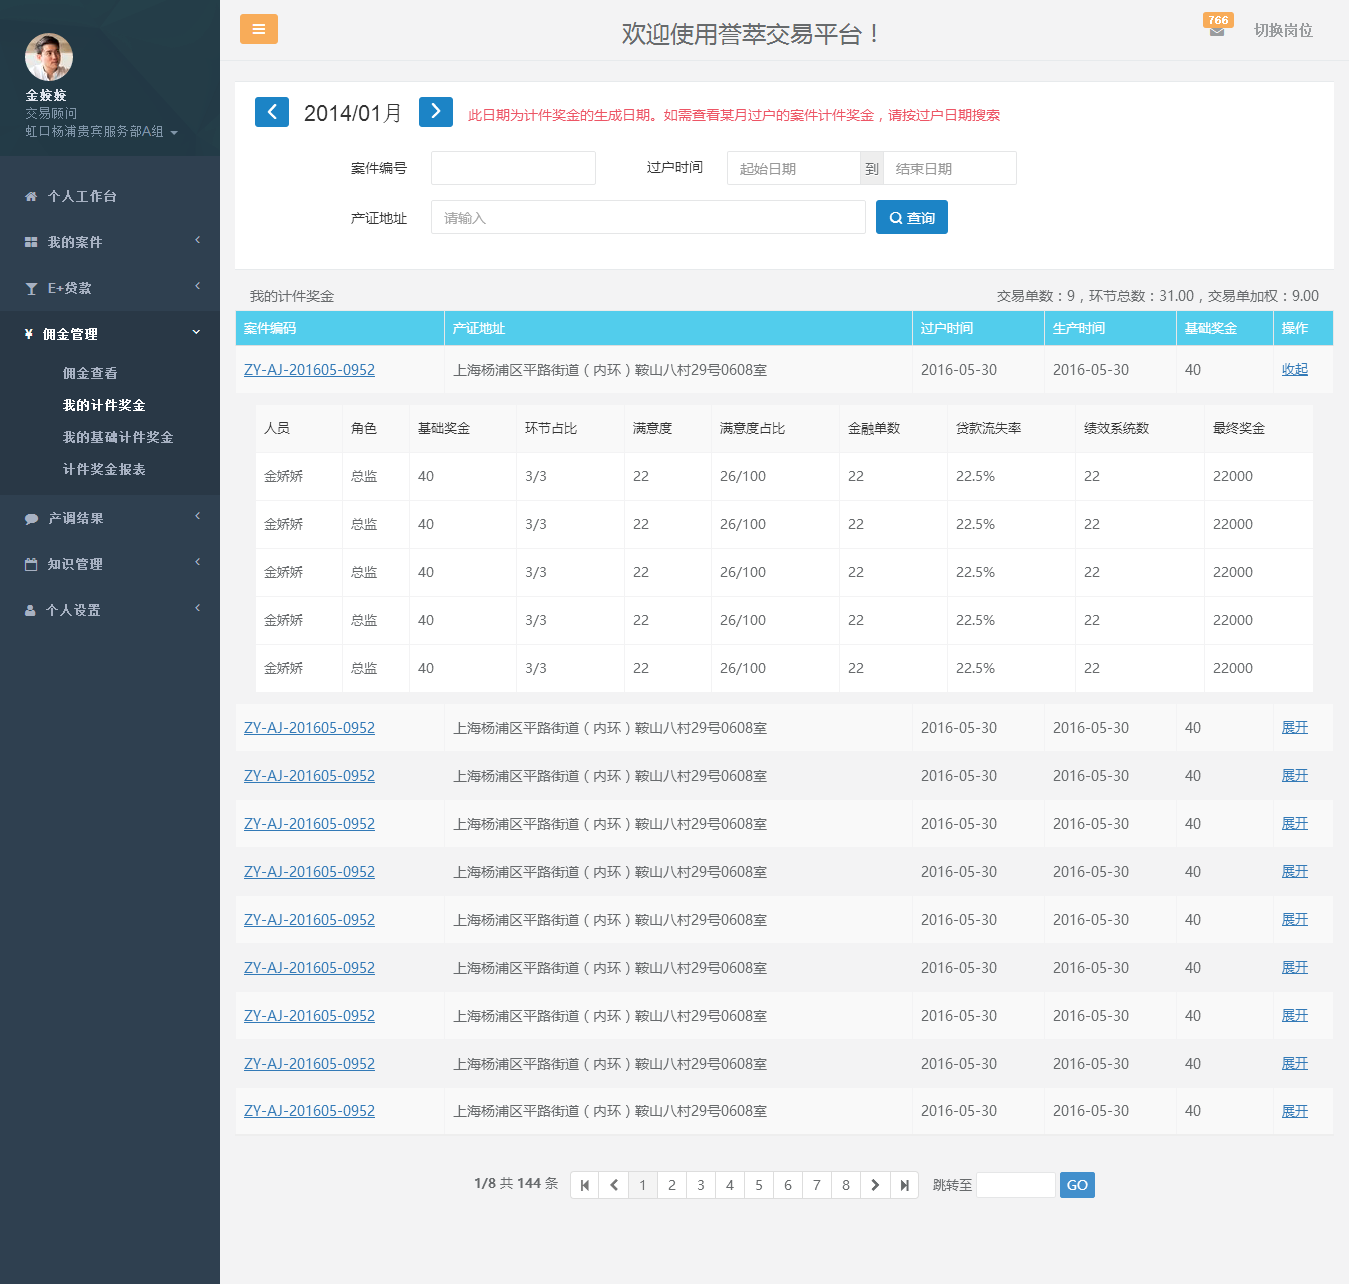 欢迎使用誉萃交易平台！
766
切换岗位
金姣姣
交易顾问
虹口杨浦贵宾服务部A组
个人工作台
我的案件
E+贷款
¥ 佣金管理
佣金查看
我的计件奖金
我的基础计件奖金
计件奖金报表
产调结果
知识管理
个人设置
2014/01月 此日期为计件奖金的生成日期。如需查看某月过户的案件计件奖金，请按过户日期搜索
案件编号 过户时间 起始日期 到 结束日期
产证地址 请输入 查询
我的计件奖金 交易单数：9，环节总数：31.00，交易单加权：9.00
案件编码 产证地址 过户时间 生产时间 基础奖金 操作
ZY-AJ-201605-0952 上海杨浦区平路街道（内环）鞍山八村29号0608室 2016-05-30 2016-05-30 40 收起
人员 角色 基础奖金 环节占比 满意度 满意度占比 金融单数 贷款流失率 绩效系统数 最终奖金
金娇娇 总监 40 3/3 22 26/100 22 22.5% 22 22000
金娇娇 总监 40 3/3 22 26/100 22 22.5% 22 22000
金娇娇 总监 40 3/3 22 26/100 22 22.5% 22 22000
金娇娇 总监 40 3/3 22 26/100 22 22.5% 22 22000
金娇娇 总监 40 3/3 22 26/100 22 22.5% 22 22000
ZY-AJ-201605-0952 上海杨浦区平路街道（内环）鞍山八村29号0608室 2016-05-30 2016-05-30 40 展开
ZY-AJ-201605-0952 上海杨浦区平路街道（内环）鞍山八村29号0608室 2016-05-30 2016-05-30 40 展开
ZY-AJ-201605-0952 上海杨浦区平路街道（内环）鞍山八村29号0608室 2016-05-30 2016-05-30 40 展开
ZY-AJ-201605-0952 上海杨浦区平路街道（内环）鞍山八村29号0608室 2016-05-30 2016-05-30 40 展开
ZY-AJ-201605-0952 上海杨浦区平路街道（内环）鞍山八村29号0608室 2016-05-30 2016-05-30 40 展开
ZY-AJ-201605-0952 上海杨浦区平路街道（内环）鞍山八村29号0608室 2016-05-30 2016-05-30 40 展开
ZY-AJ-201605-0952 上海杨浦区平路街道（内环）鞍山八村29号0608室 2016-05-30 2016-05-30 40 展开
ZY-AJ-201605-0952 上海杨浦区平路街道（内环）鞍山八村29号0608室 2016-05-30 2016-05-30 40 展开
ZY-AJ-201605-0952 上海杨浦区平路街道（内环）鞍山八村29号0608室 2016-05-30 2016-05-30 40 展开
1/8 共 144 条 1 2 3 4 5 6 7 8 跳转至 GO